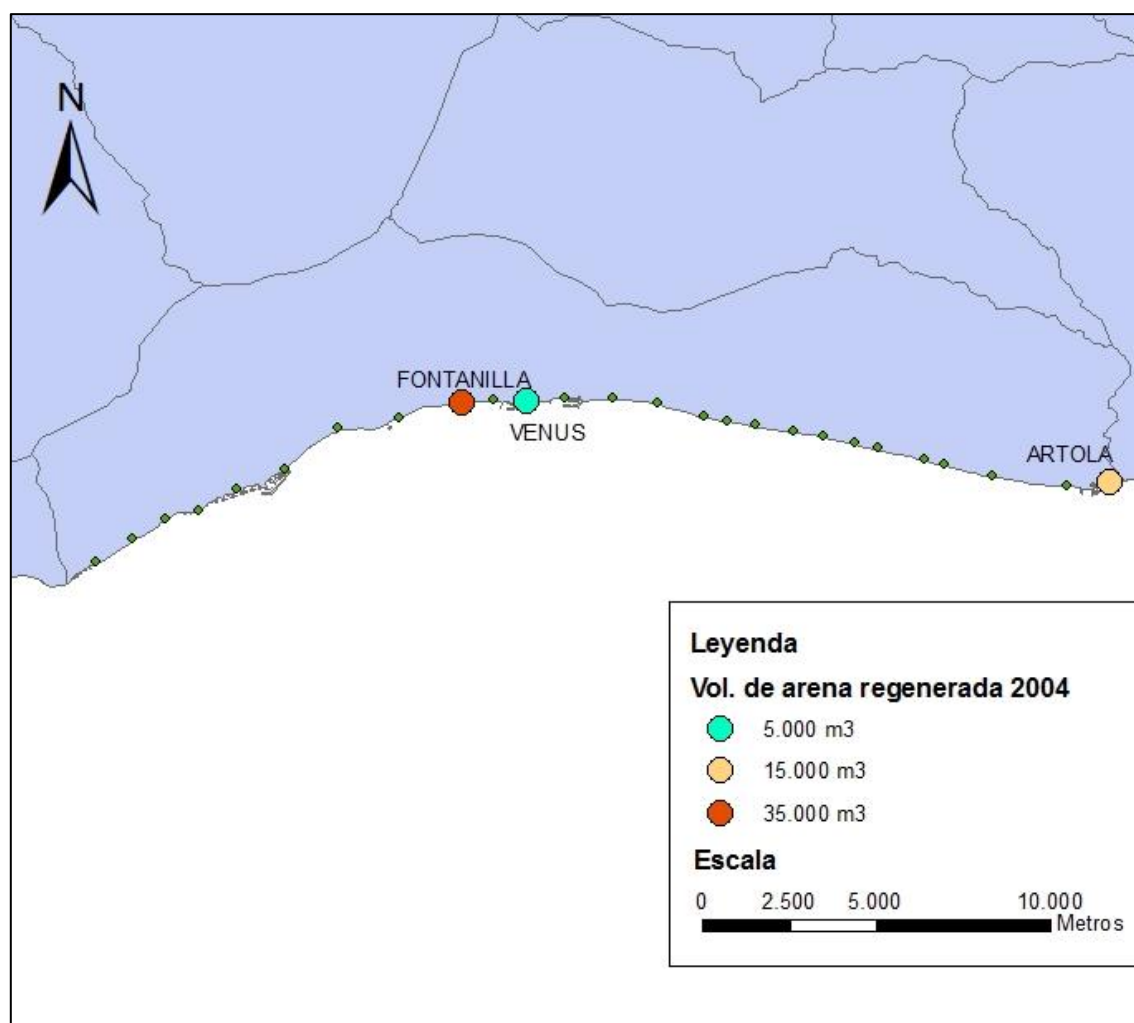 N
FONTANILLA
VENUS
ARTOLA
Leyenda
Vol. de arena regenerada 2004
5.000 m3
15.000 m3
35.000 m3
Escala
0 2.500 5.000 10.000
Metros